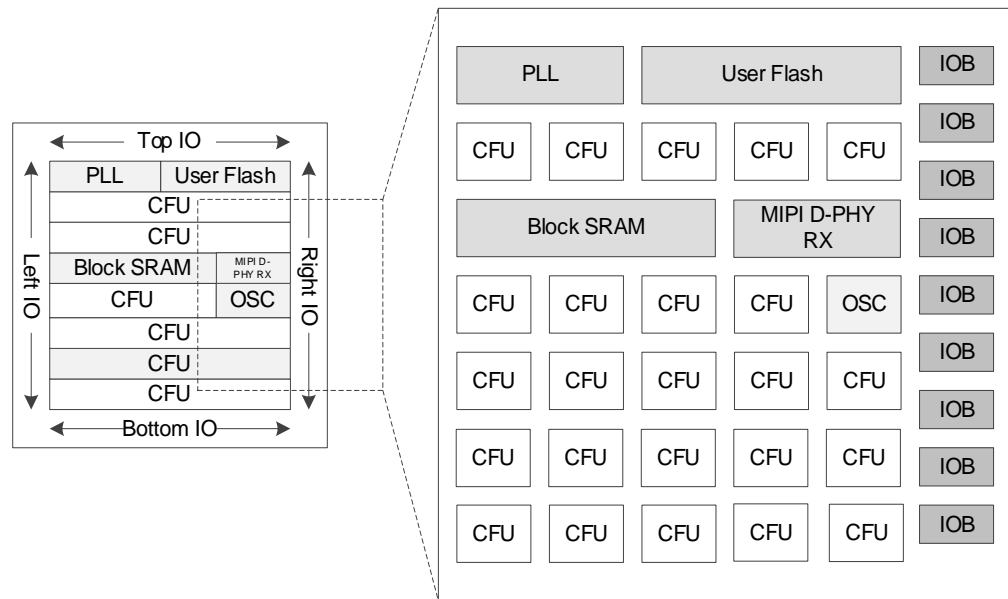 Top IO
PLL
User Flash
CFU
CFU
Block SRAM
MIPI D-
PHY RX
CFU
OSC
CFU
CFU
CFU
Left IO
Right IO
Bottom IO
PLL
User Flash
IOB
CFU CFU CFU CFU CFU
IOB
IOB
Block SRAM
MIPI D-PHY
RX
IOB
CFU CFU CFU CFU OSC
IOB
CFU CFU CFU CFU CFU
IOB
IOB
CFU CFU CFU CFU CFU
IOB
CFU CFU CFU CFU CFU
IOB